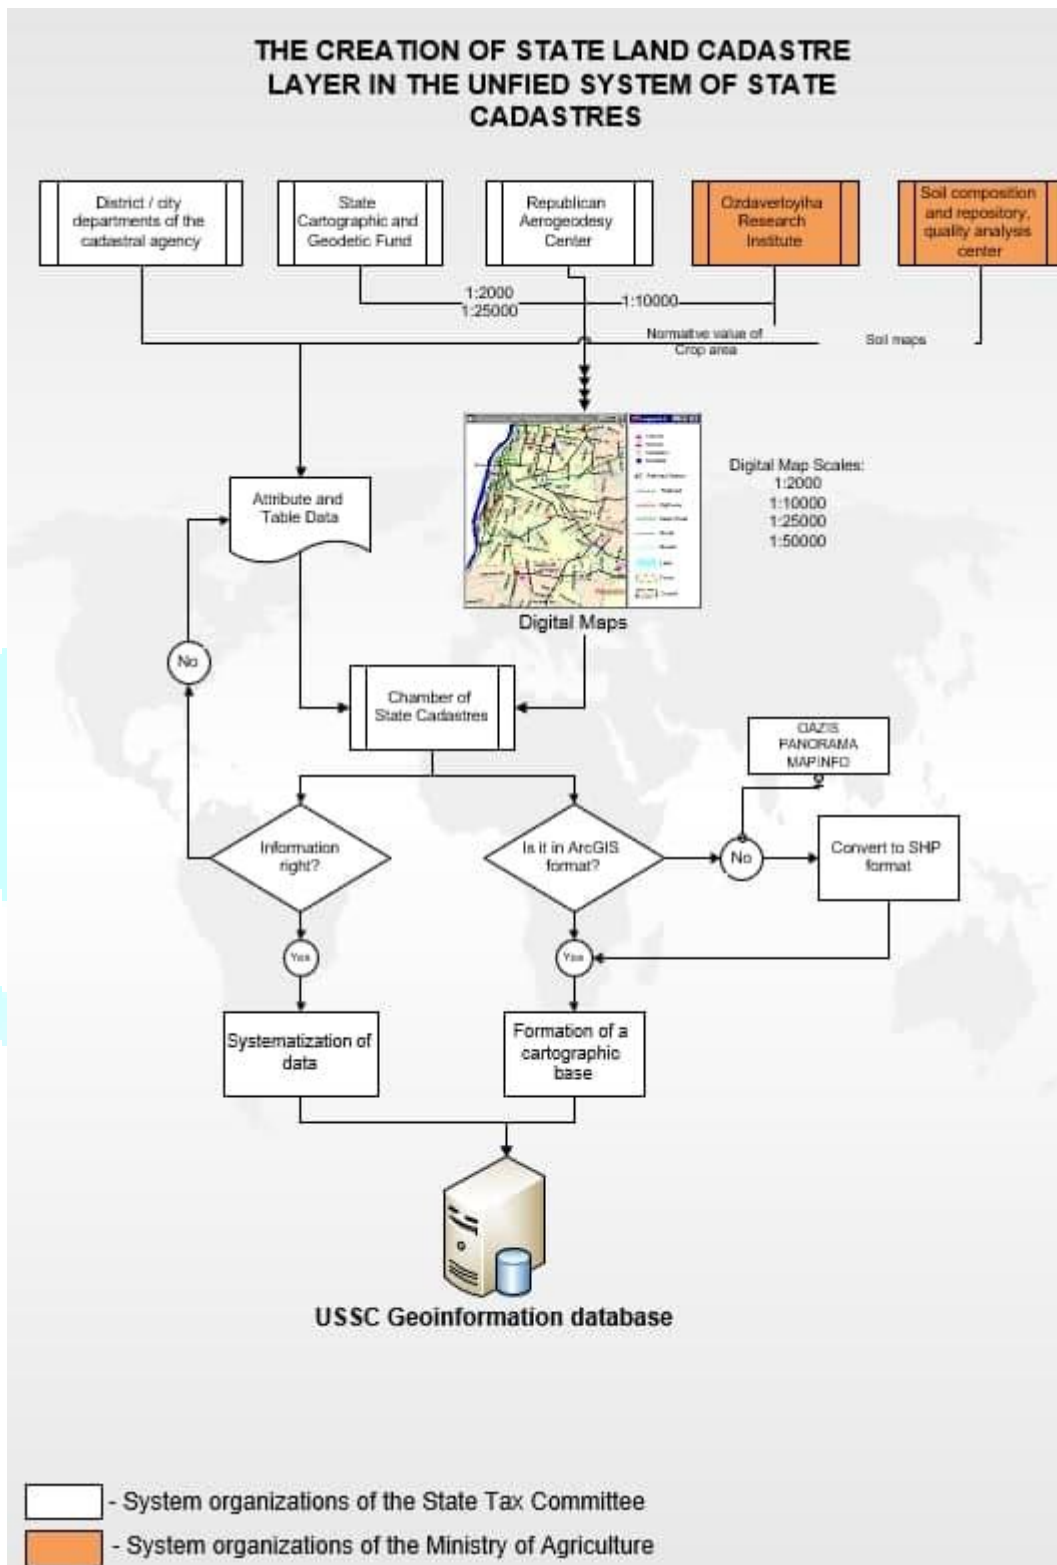 THE CREATION OF STATE LAND CADASTRE
LAYER IN THE UNFIED SYSTEM OF STATE
CADASTRES
District / city
departments of the
cadastral agency
State
Cartographic and
Geodetic Fund
Republican
Aerogeodesy
Center
Ozdaverloyiha
Research
Institute
Soil composition
and repository,
quality analysis
center
1:2000
1:25000
1:10000
Normative value of
Crop area
Soil maps
Attribute and
Table Data
Digital Map Scales:
1:2000
1:10000
1:25000
1:50000
Digital Maps
No
Chamber of
State Cadastres
OAZIS
PANORAMA
MAPINFO
Information
right?
Is it in ArcGIS
format?
No
Convert to SHP
format
Yes
Yes
Systematization of
data
Formation of a
cartographic
base
USSC Geoinformation database
- System organizations of the State Tax Committee
- System organizations of the Ministry of Agriculture